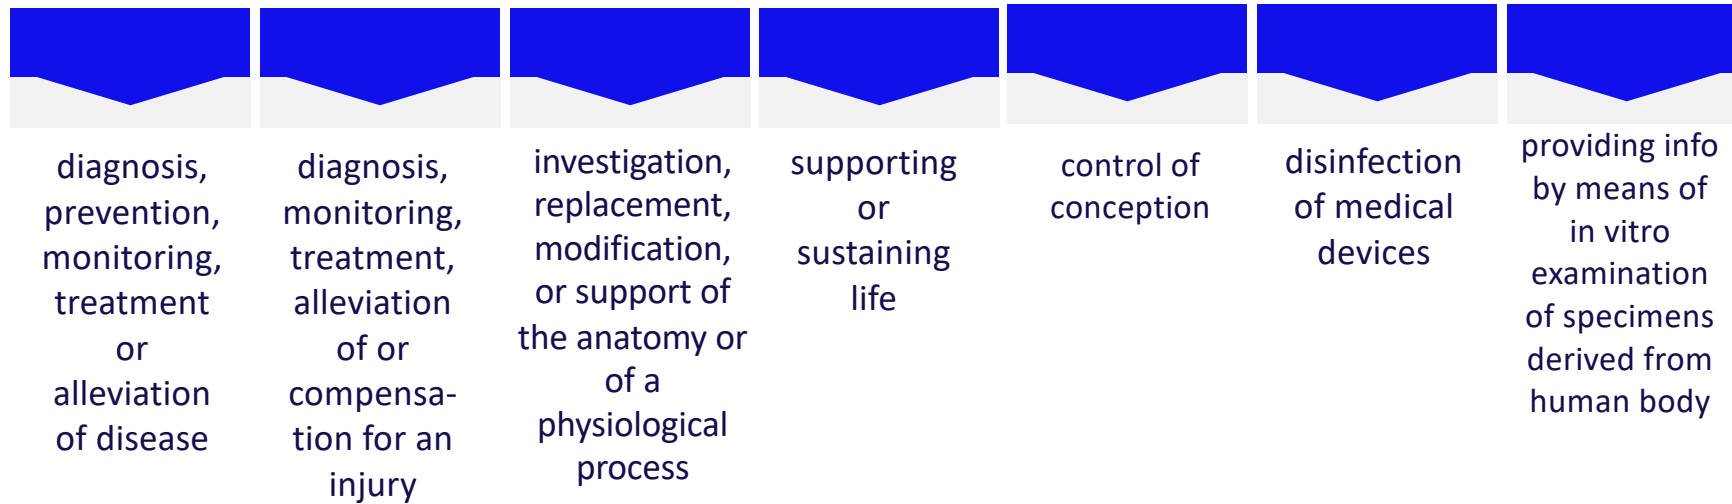 diagnosis,
prevention,
monitoring,
treatment
or
alleviation
of disease
diagnosis,
monitoring,
treatment,
alleviation
of or
compensa-
tion for an
injury
investigation,
replacement,
modification,
or support of
the anatomy or
of a
physiological
process
supporting
or
sustaining
life
control of
conception
disinfection
of medical
devices
providing info
by means of
in vitro
examination
of specimens
derived from
human body